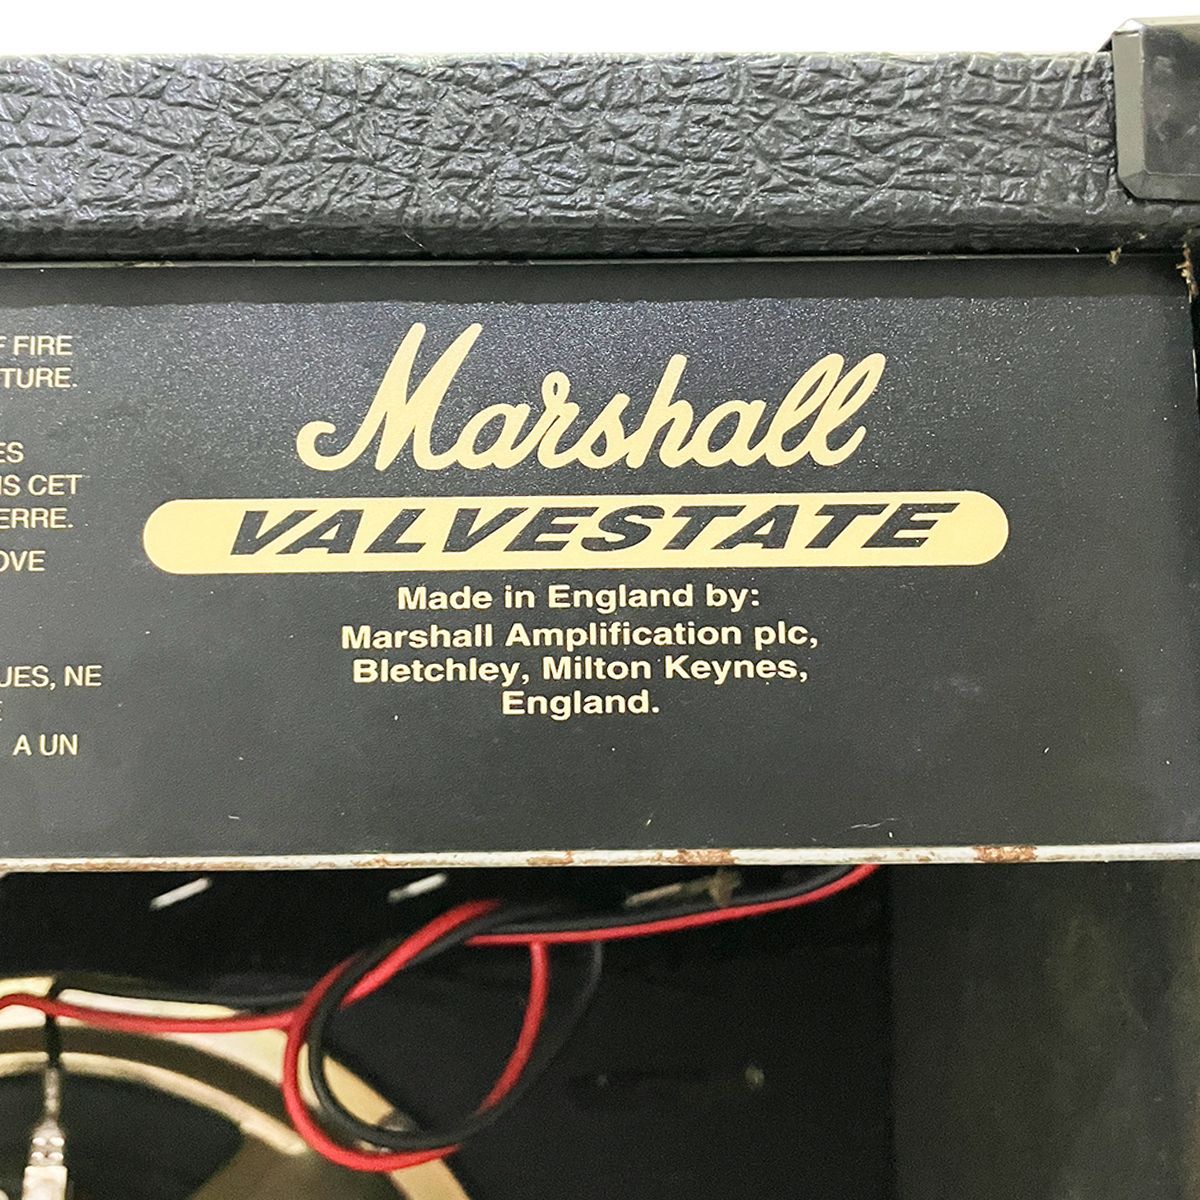 FIRE
TURE.
ES
IS CET
ERRE.
OVE
UES, NE
A UN
Marshall
VALVESTATE
Made in England by:
Marshall Amplification plc,
Bletchley, Milton Keynes,
England.